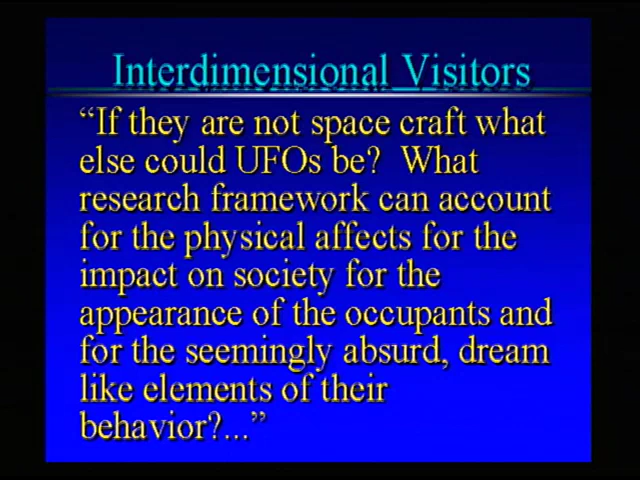 Interdimensional Visitors
“If they are not space craft what
else could UFOs be?  What
research framework can account
for the physical affects for the
impact on society for the
appearance of the occupants and
for the seemingly absurd, dream
like elements of their
behavior?...”